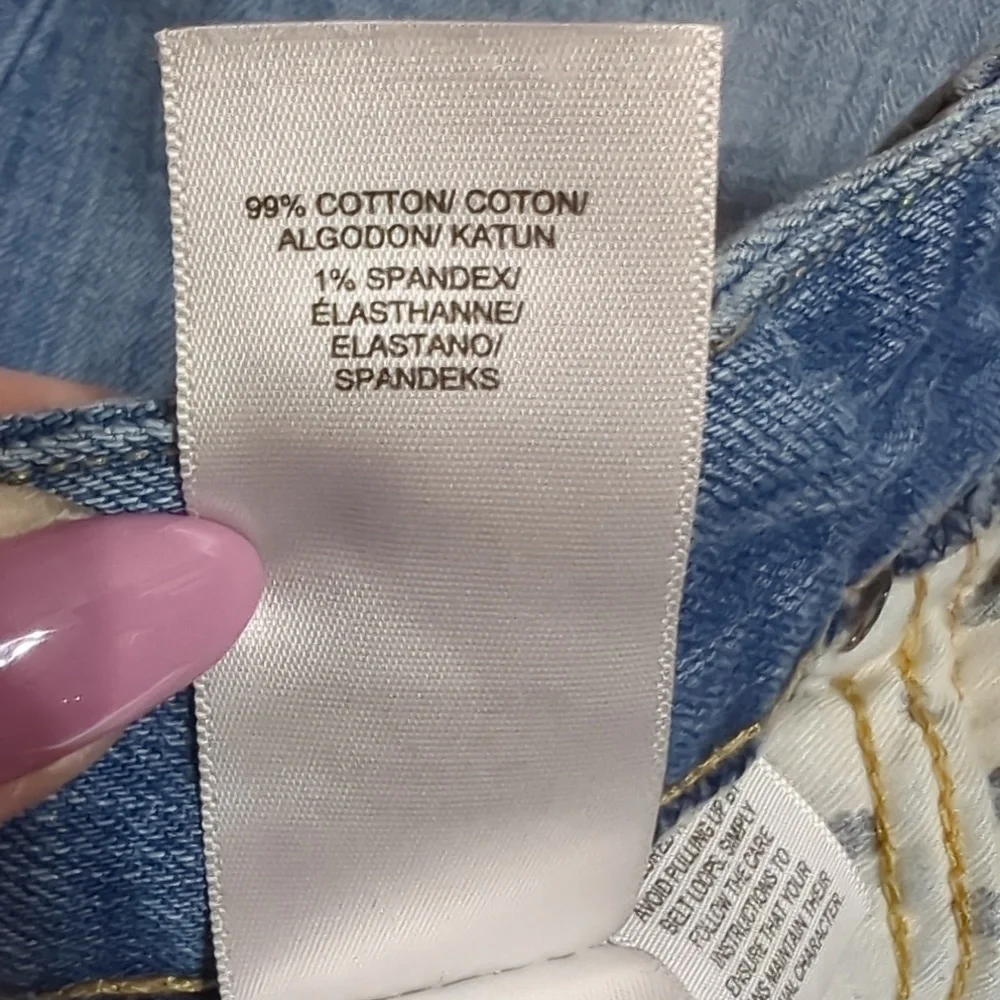 99% COTTON/ COTON/
ALGODON/ KATUN
1% SPANDEX/
ÉLASTHANNE/
ELASTANO/
SPANDEKS
AVOID PULLING UP
BELT LOOPS. SIMPLY
FOLLOW THE CARE
INSTRUCTIONS TO
ENSURE THAT YOUR
MAINTAIN THEIR
CHARACTER